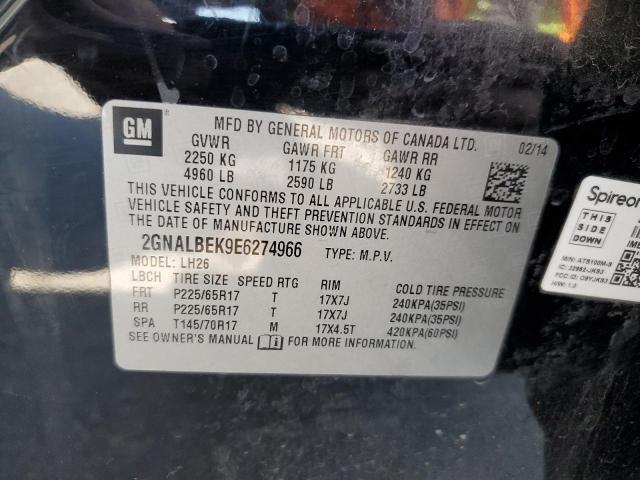 GM
®
MFD BY GENERAL MOTORS OF CANADA LTD. 02/14
GVWR GAWR FRT GAWR RR
2250 KG 1175 KG 1240 KG
4960 LB 2590 LB 2733 LB
THIS VEHICLE CONFORMS TO ALL APPLICABLE U.S. FEDERAL MOTOR
VEHICLE SAFETY AND THEFT PREVENTION STANDARDS IN EFFECT ON
THE DATE OF MANUFACTURE SHOWN ABOVE.
2GNALBEK9E6274966 TYPE: M.P.V.
MODEL: LH26
LBCH TIRE SIZE SPEED RTG RIM COLD TIRE PRESSURE
FRT P225/65R17 T 17X7J 240KPA(35PSI)
RR P225/65R17 T 17X7J 240KPA(35PSI)
SPA T145/70R17 M 17X4.5T 420KPA(60PSI)
SEE OWNER'S MANUAL FOR MORE INFORMATION.
Spireon
THIS
SIDE
DOWN